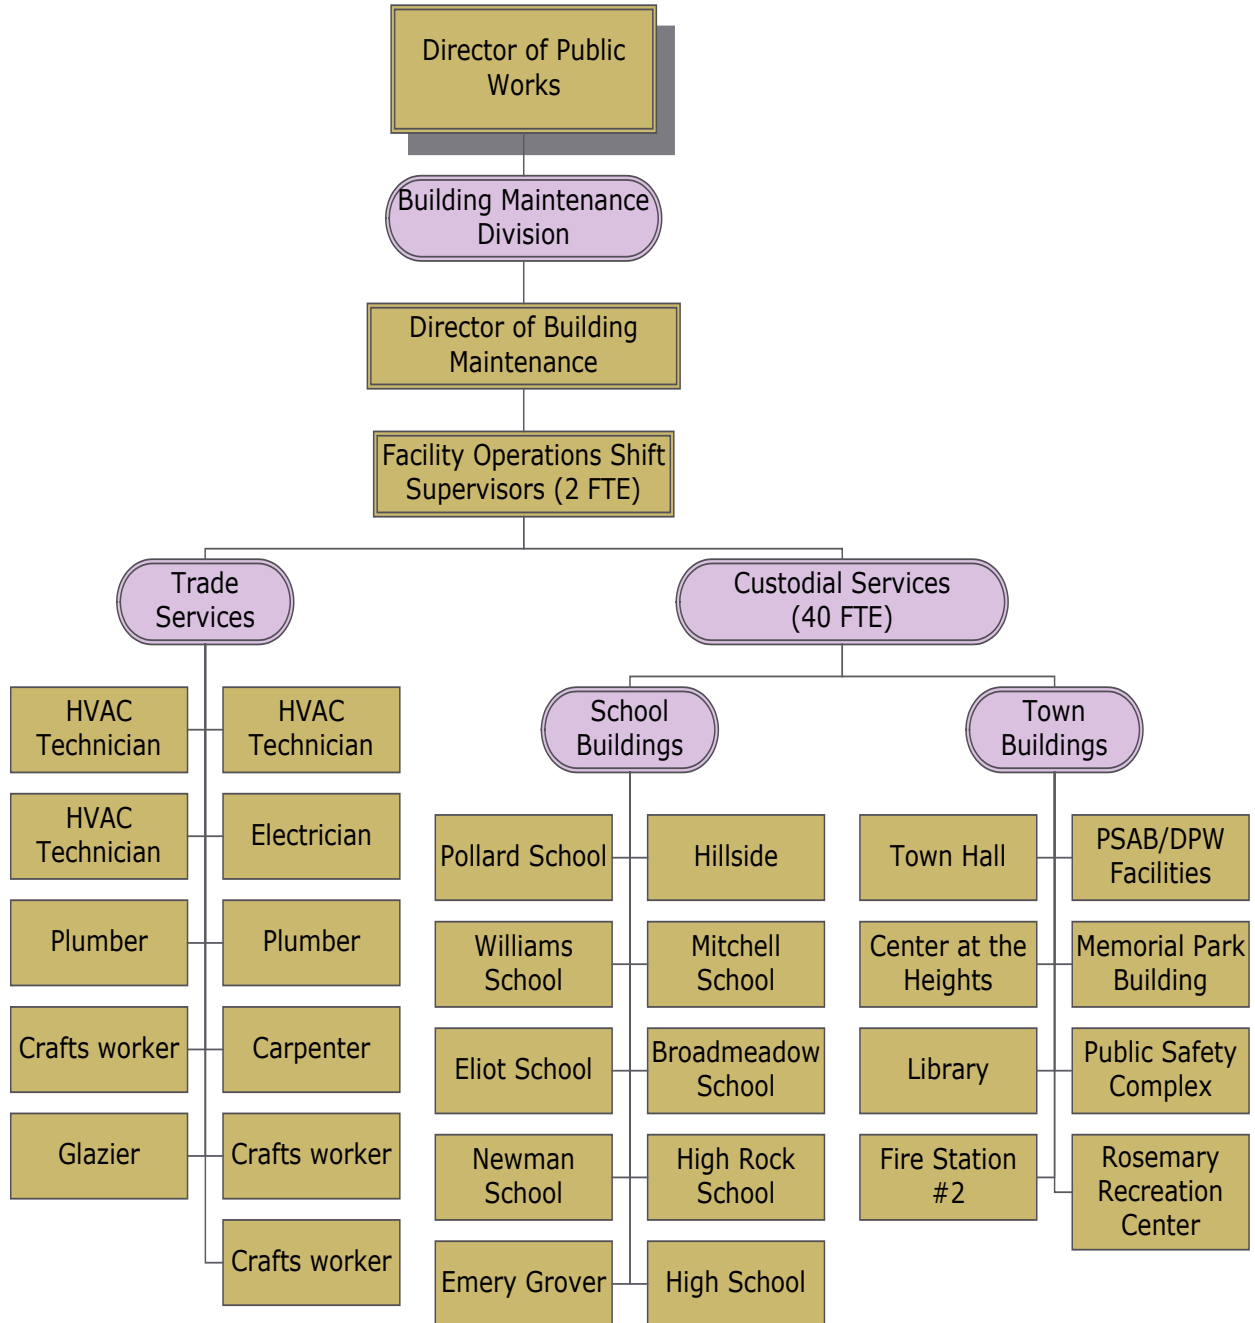 Director of Public
Works
Building Maintenance
Division
Director of Building
Maintenance
Facility Operations Shift
Supervisors (2 FTE)
Trade
Services
Custodial Services
(40 FTE)
HVAC
Technician
HVAC
Technician
HVAC
Technician
Electrician
Plumber
Plumber
Crafts worker
Carpenter
Glazier
Crafts worker
Crafts worker
School
Buildings
Town
Buildings
Pollard School
Hillside
Williams
School
Mitchell
School
Eliot School
Broadmeadow
School
Newman
School
High Rock
School
Emery Grover
High School
Town Hall
PSAB/DPW
Facilities
Center at the
Heights
Memorial Park
Building
Library
Public Safety
Complex
Fire Station
#2
Rosemary
Recreation
Center